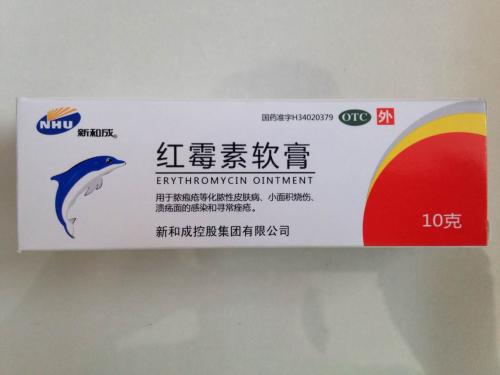 NHU
新和成®
国药准字H34020379
OTC
外
红霉素软膏
ERYTHROMYCIN OINTMENT
用于脓疱疮等化脓性皮肤病、小面积烧伤、
溃疡面的感染和寻常痤疮。
新和成控股集团有限公司
10克